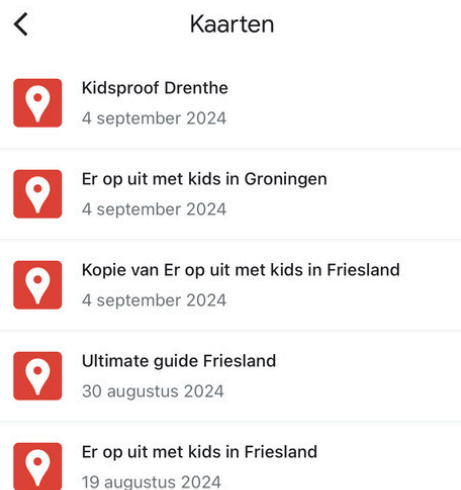 Kaarten
Kidsproof Drenthe
4 september 2024
Er op uit met kids in Groningen
4 september 2024
Kopie van Er op uit met kids in Friesland
4 september 2024
Ultimate guide Friesland
30 augustus 2024
Er op uit met kids in Friesland
19 augustus 2024